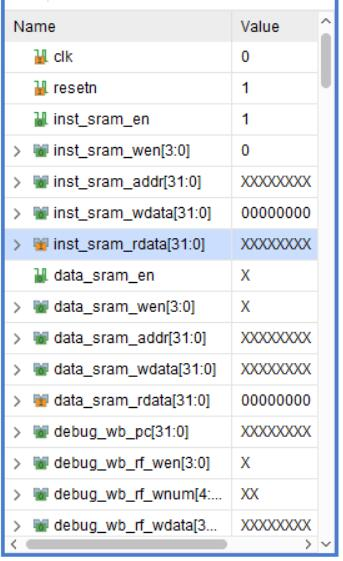 Name Value
clk 0
resetn 1
inst_sram_en 1
inst_sram_wen[3:0] 0
inst_sram_addr[31:0] XXXXXXXX
inst_sram_wdata[31:0] 00000000
inst_sram_rdata[31:0] XXXXXXXX
data_sram_en X
data_sram_wen[3:0] X
data_sram_addr[31:0] XXXXXXXX
data_sram_wdata[31:0] XXXXXXXX
data_sram_rdata[31:0] 00000000
debug_wb_pc[31:0] XXXXXXXX
debug_wb_rf_wen[3:0] X
debug_wb_rf_wnum[4:... XX
debug_wb_rf_wdata[3... XXXXXXXX